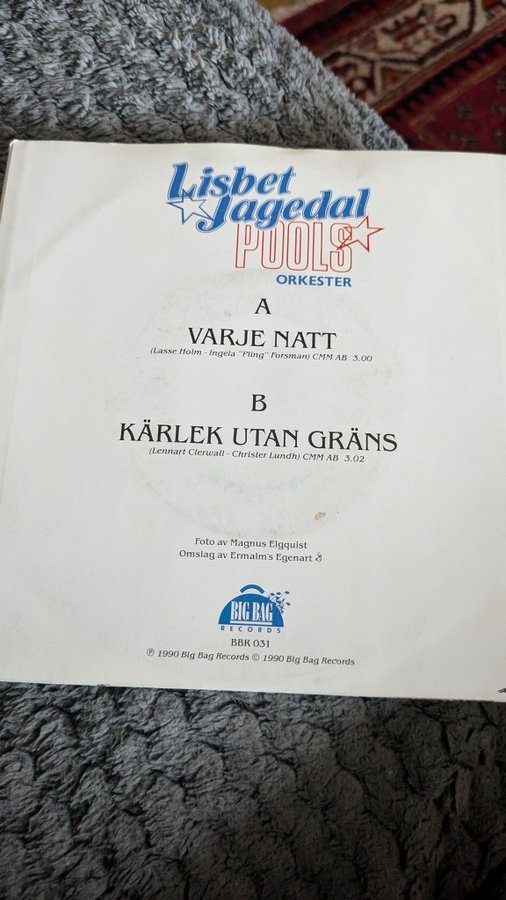 Lisbet
Jagedal
POOLS
ORKESTER
A
VARJE NATT
(Lasse Holm - Ingela "Pling" Forsman) CMM AB 3.00
B
KÄRLEK UTAN GRÄNS
(Lennart Clerwall - Christer Lundh) CMM AB 3.02
Foto av Magnus Elgquist
Omslag av Ermalm's Egenart
BIG BAG
RECORDS
BBR 031
℗ 1990 Big Bag Records © 1990 Big Bag Records